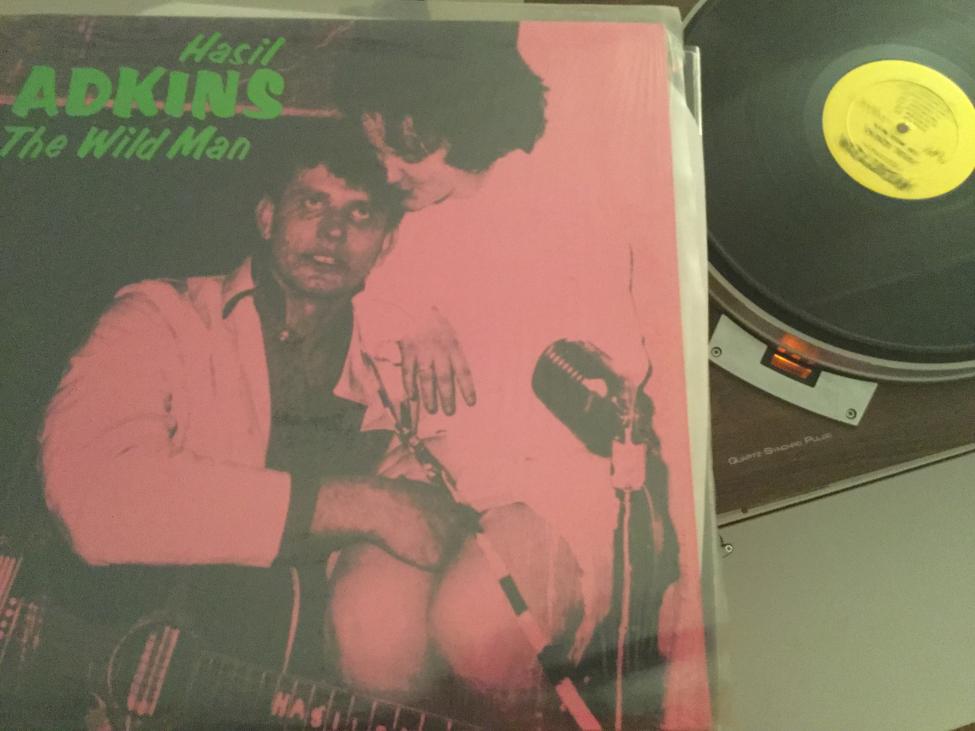 Hasil
ADKINS
The Wild Man
HASIL
QUARTZ SYNCHRO PULSE